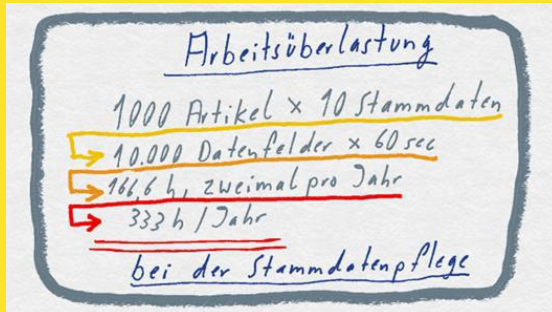 Arbeitsüberlastung
1000 Artikel × 10 Stammdaten
10.000 Datenfelder × 60 sec
166,6 h, zweimal pro Jahr
333 h / Jahr
bei der Stammdatenpflege